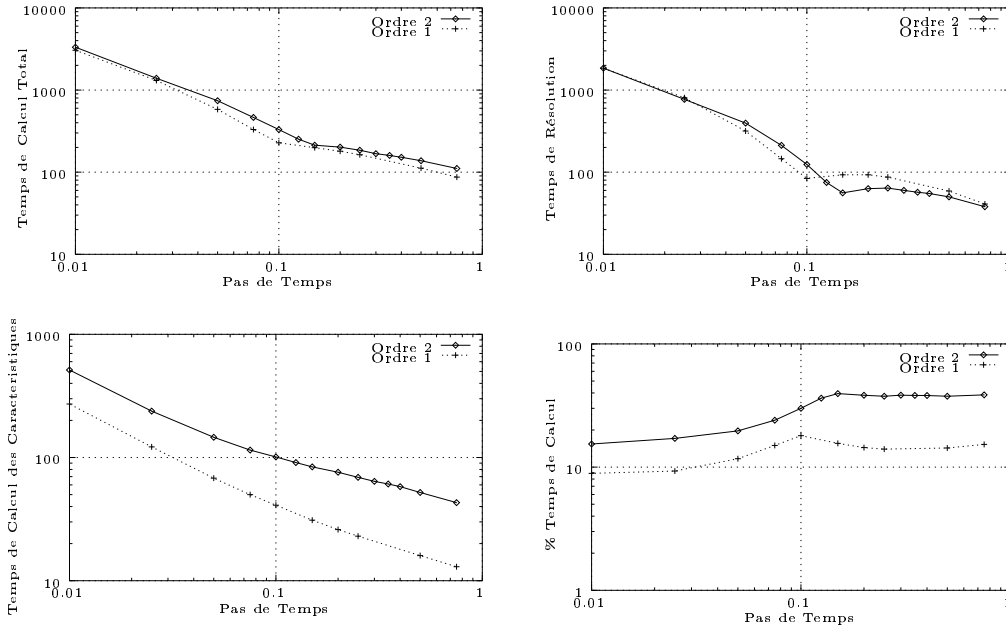 10000
1000
100
10
0.01
0.1
1
Temps de Calcul Total
Pas de Temps
Ordre 2
Ordre 1
10000
1000
100
10
0.01
0.1
Temps de Résolution
Pas de Temps
Ordre 2
Ordre 1
1000
100
10
0.01
0.1
1
Temps de Calcul des Caracteristiques
Pas de Temps
Ordre 2
Ordre 1
100
10
1
0.01
0.1
% Temps de Calcul
Pas de Temps
Ordre 2
Ordre 1